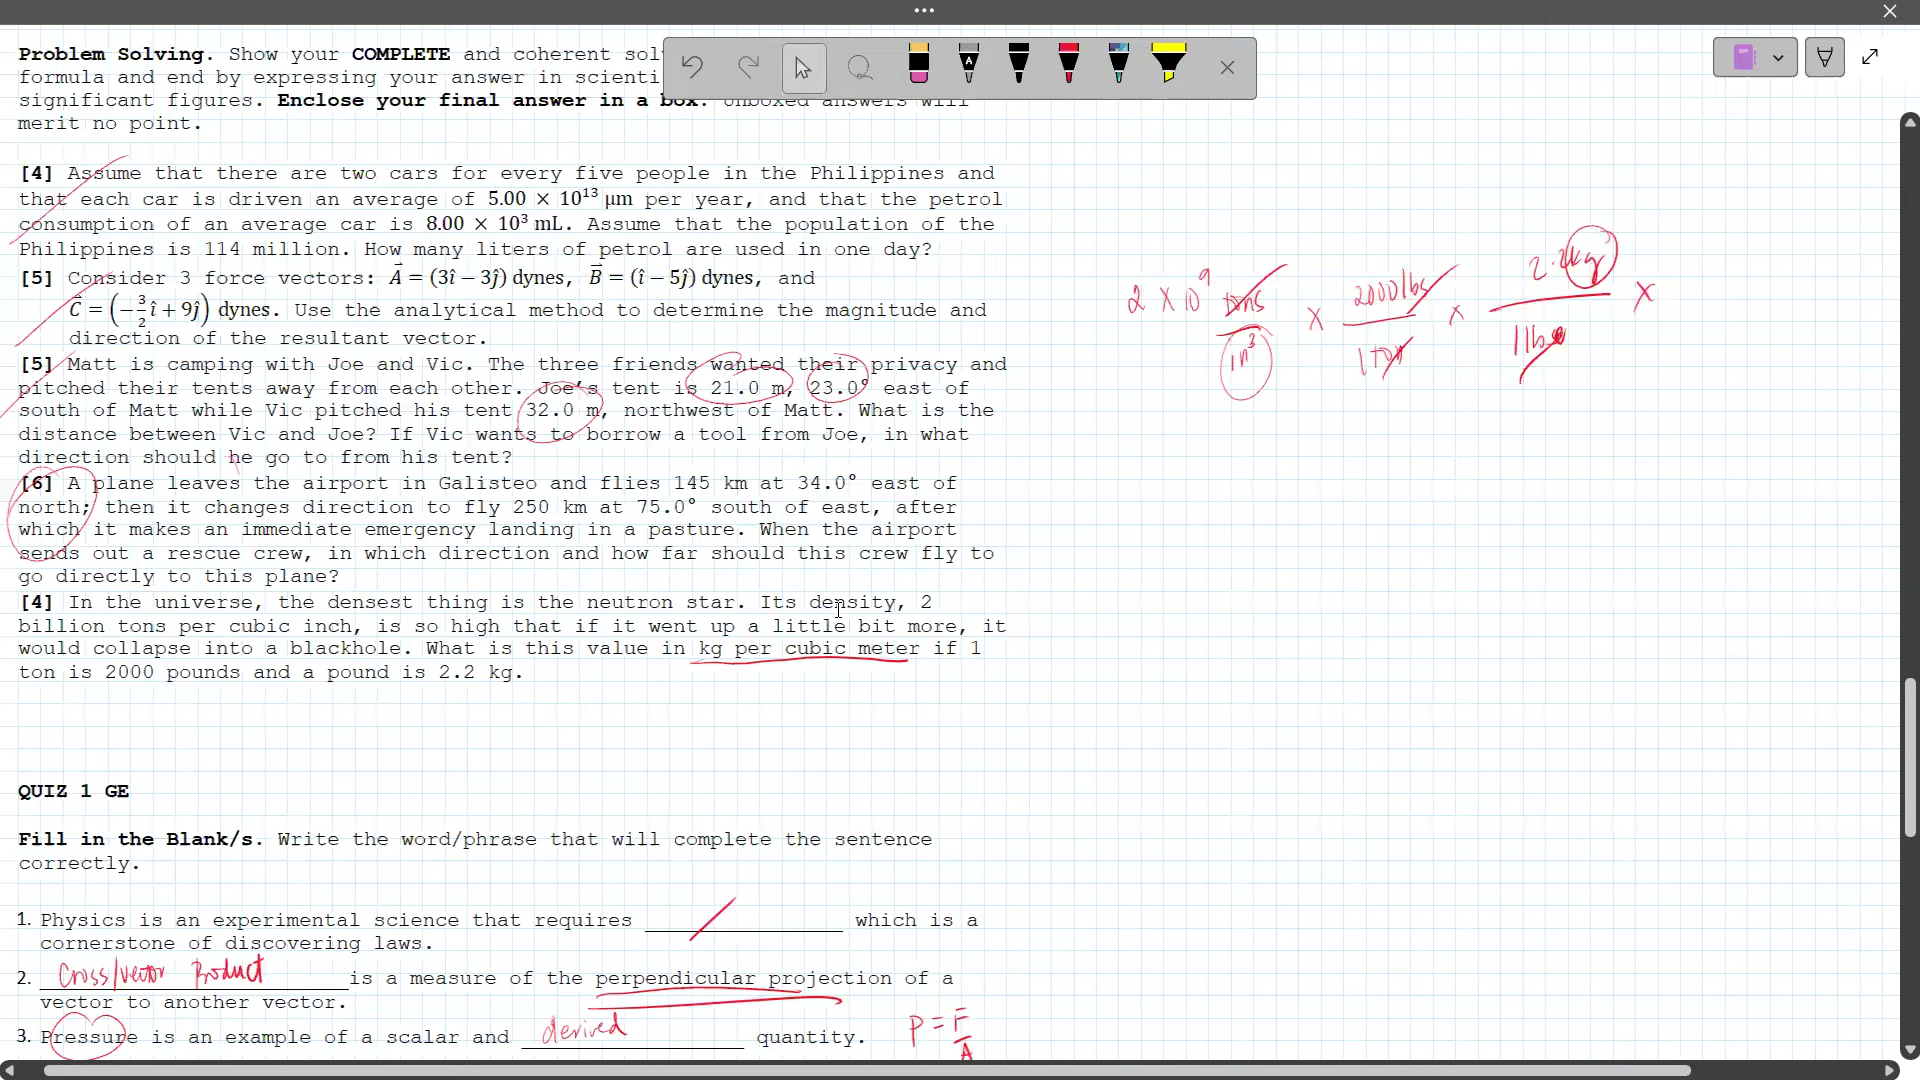 Problem Solving. Show your COMPLETE and coherent sol
formula and end by expressing your answer in scienti
significant figures. Enclose your final answer in a box. Unboxed answers will
merit no point.
[4] Assume that there are two cars for every five people in the Philippines and
that each car is driven an average of 5.00 × 10¹³ μm per year, and that the petrol
consumption of an average car is 8.00 × 10³ mL. Assume that the population of the
Philippines is 114 million. How many liters of petrol are used in one day?
[5] Consider 3 force vectors: A⃗ = (3î − 3ĵ) dynes, B⃗ = (î − 5ĵ) dynes, and
C⃗ = (−3/2 î + 9ĵ) dynes. Use the analytical method to determine the magnitude and
direction of the resultant vector.
[5] Matt is camping with Joe and Vic. The three friends wanted their privacy and
pitched their tents away from each other. Joe's tent is 21.0 m, 23.0° east of
south of Matt while Vic pitched his tent 32.0 m, northwest of Matt. What is the
distance between Vic and Joe? If Vic wants to borrow a tool from Joe, in what
direction should he go to from his tent?
[6] A plane leaves the airport in Galisteo and flies 145 km at 34.0° east of
north; then it changes direction to fly 250 km at 75.0° south of east, after
which it makes an immediate emergency landing in a pasture. When the airport
sends out a rescue crew, in which direction and how far should this crew fly to
go directly to this plane?
[4] In the universe, the densest thing is the neutron star. Its density, 2
billion tons per cubic inch, is so high that if it went up a little bit more, it
would collapse into a blackhole. What is this value in kg per cubic meter if 1
ton is 2000 pounds and a pound is 2.2 kg.
2 × 10⁹ tons/in³ × 2000 lbs/1 ton × 2.2 kg/1 lb ×
QUIZ 1 GE
Fill in the Blank/s. Write the word/phrase that will complete the sentence
correctly.
1. Physics is an experimental science that requires ________ which is a
cornerstone of discovering laws.
2. Cross/vector Product is a measure of the perpendicular projection of a
vector to another vector.
3. Pressure is an example of a scalar and derived quantity. P = F/A